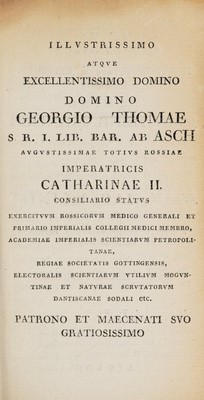 ILLVSTRISSIMO
ATQVE
EXCELLENTISSIMO DOMINO
DOMINO
GEORGIO THOMAE
S R. I. LIB. BAR. AB ASCH
AVGVSTISSIMAE TOTIVS ROSSIAE
IMPERATRICIS
CATHARINAE II.
CONSILIARIO STATVS
EXERCITVVM ROSSICORVM MEDICO GENERALI ET
PRIMARIO IMPERIALIS COLLEGII MEDICI MEMBRO,
ACADEMIAE IMPERIALIS SCIENTIARVM PETROPOLI-
TANAE,
REGIAE SOCIETATIS GOTTINGENSIS,
ELECTORALIS SCIENTIARVM VTILIVM MOGVN-
TINAE ET NATVRAE SCRVTATORVM
DANTISCANAE SODALI etc.
PATRONO ET MAECENATI SVO
GRATIOSISSIMO